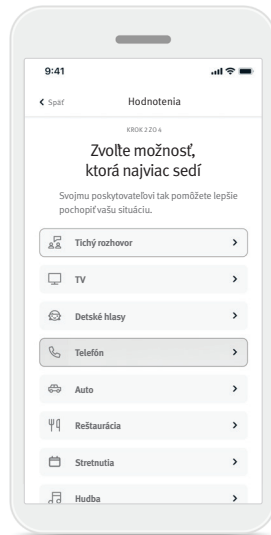 9:41
Späť
Hodnotenia
KROK 2 ZO 4
Zvoľte možnosť,
ktorá najviac sedí
Svojmu poskytovateľovi tak pomôžete lepšie
pochopiť vašu situáciu.
Tichý rozhovor
TV
Detské hlasy
Telefón
Auto
Reštaurácia
Stretnutia
Hudba